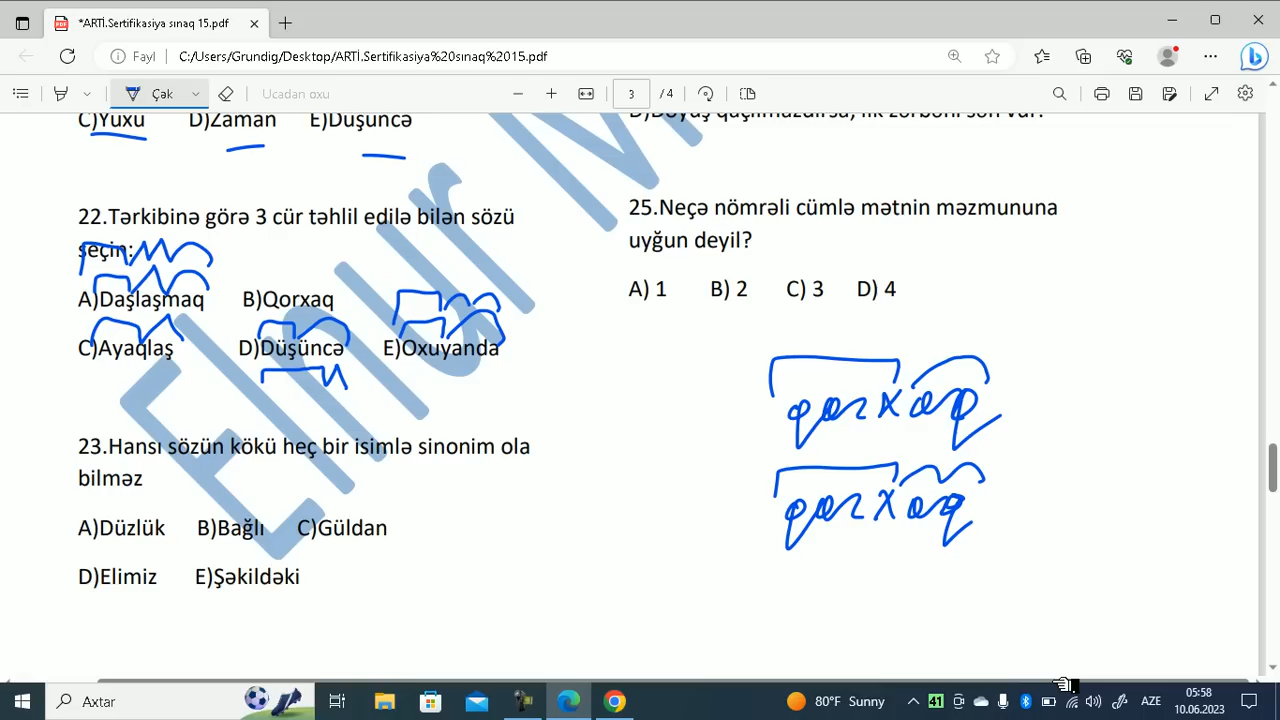 *ARTİ.Sertifikasiya sınaq 15.pdf
Fayl
C:/Users/Grundig/Desktop/ARTİ.Sertifikasiya%20sınaq%2015.pdf
Çək
Ucadan oxu
3 / 4
C)Yuxu D)Zaman E)Düşüncə
22.Tərkibinə görə 3 cür təhlil edilə bilən sözü
seçin:
A)Daşlaşmaq B)Qorxaq
C)Ayaqlaş D)Düşüncə E)Oxuyanda
23.Hansı sözün kökü heç bir isimlə sinonim ola
bilməz
A)Düzlük B)Bağlı C)Güldan
D)Elimiz E)Şəkildəki
25.Neçə nömrəli cümlə mətnin məzmununa
uyğun deyil?
A) 1 B) 2 C) 3 D) 4
qorxaq
qorxaq
Elnur M
Axtar
80°F Sunny
41
AZE
05:58
10.06.2023